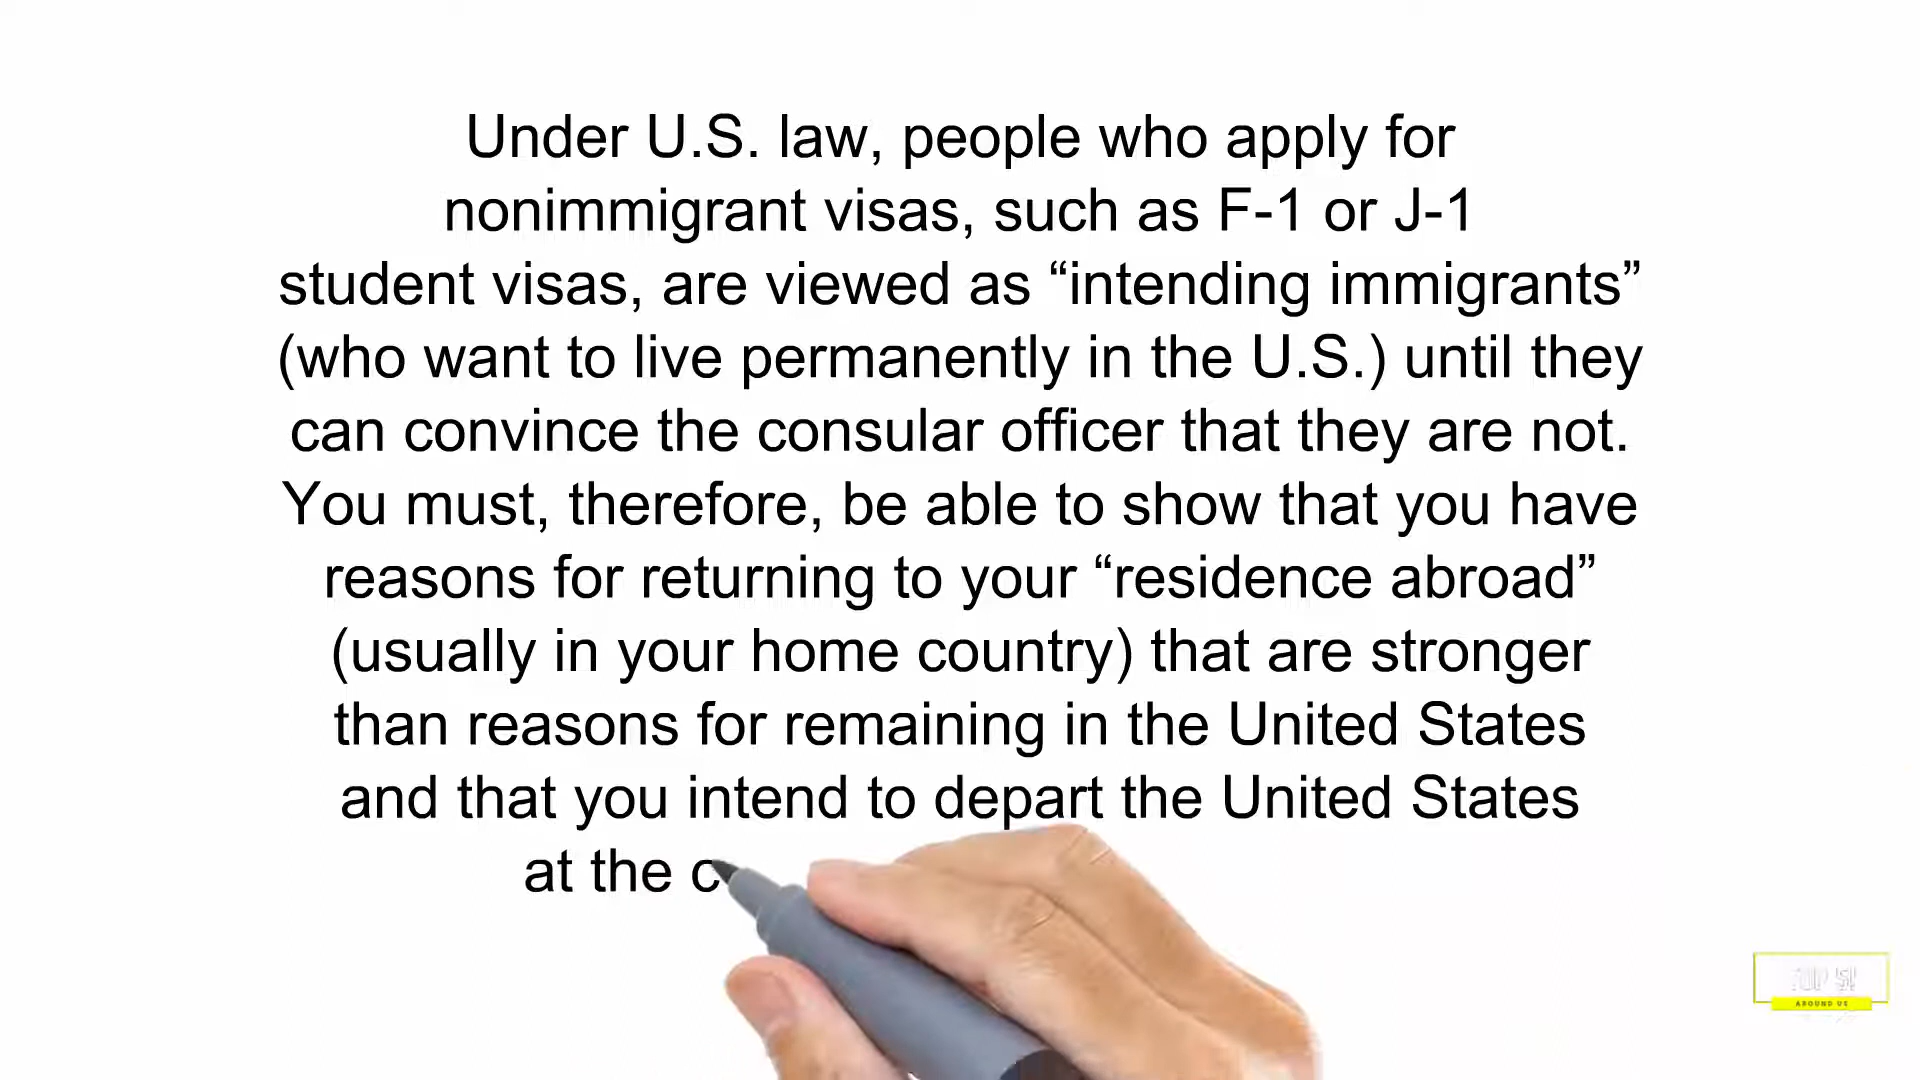 Under U.S. law, people who apply for
nonimmigrant visas, such as F-1 or J-1
student visas, are viewed as “intending immigrants”
(who want to live permanently in the U.S.) until they
can convince the consular officer that they are not.
You must, therefore, be able to show that you have
reasons for returning to your “residence abroad”
(usually in your home country) that are stronger
than reasons for remaining in the United States
and that you intend to depart the United States
at the c
AROUND US